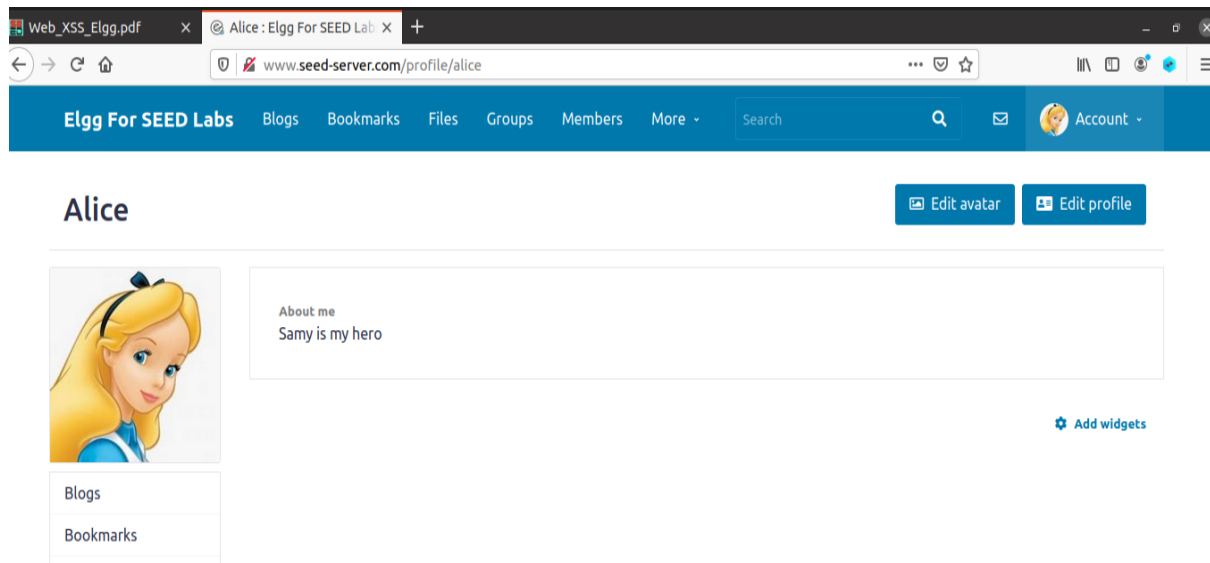 Web_XSS_Elgg.pdf Alice : Elgg For SEED Lab
www.seed-server.com/profile/alice
Elgg For SEED Labs Blogs Bookmarks Files Groups Members More Search Account
Alice Edit avatar Edit profile
About me
Samy is my hero
Add widgets
Blogs
Bookmarks